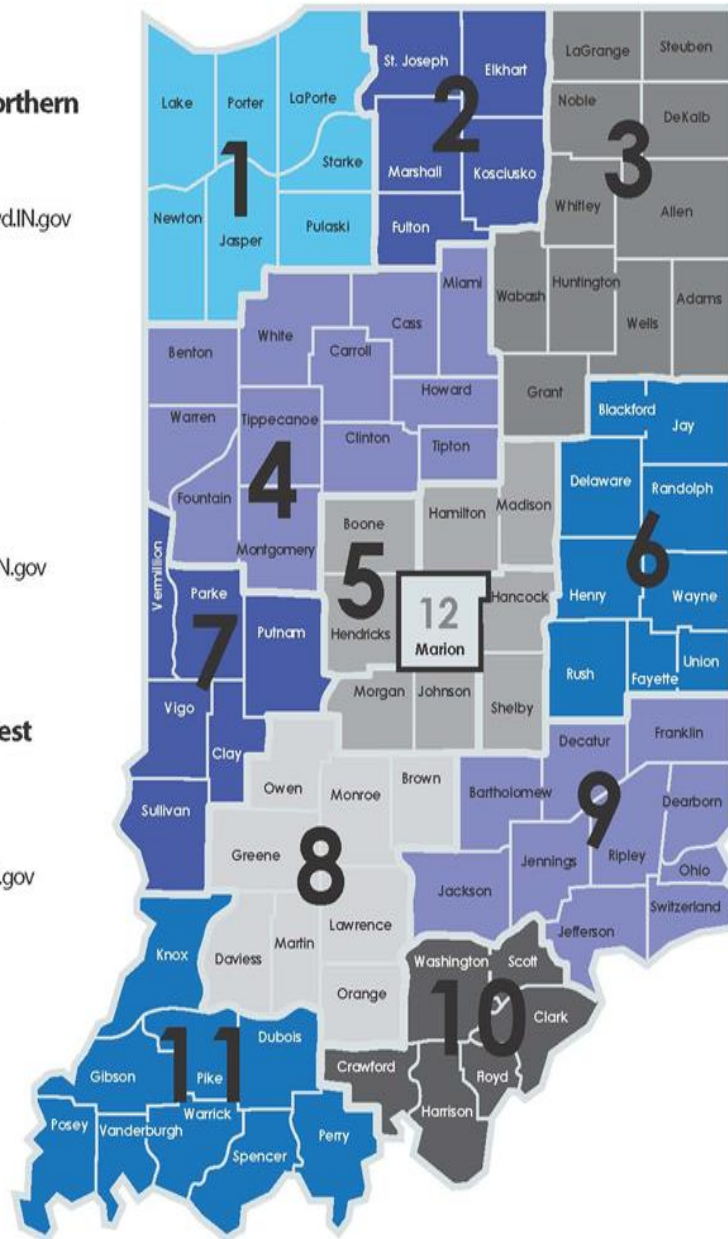 orthern
d.IN.gov
N.gov
est
.gov
St. Joseph
Elkhart
LaGrange
Steuben
Lake
Porter
LaPorte
2
Noble
DeKalb
1
Starke
Marshall
Kosciusko
3
Newton
Jasper
Pulaski
Fulton
Whitley
Allen
Miami
Wabash
Huntington
Wells
Adams
White
Cass
Benton
Carroll
Grant
Howard
Blackford
Jay
Warren
Tippecanoe
Clinton
Tipton
4
Delaware
Randolph
Fountain
Boone
Hamilton
Madison
Montgomery
5
6
Vermillion
Parke
Hendricks
12
Marion
Hancock
Henry
Wayne
7
Putnam
Rush
Fayette
Union
Vigo
Morgan
Johnson
Shelby
Clay
Decatur
Franklin
Owen
Monroe
Brown
Bartholomew
Dearborn
Sullivan
9
Greene
8
Jennings
Ripley
Ohio
Jackson
Switzerland
Lawrence
Jefferson
Knox
Daviess
Martin
Washington
Scott
Orange
10
Clark
Dubois
11
Gibson
Pike
Crawford
Floyd
Harrison
Posey
Vanderburgh
Warrick
Spencer
Perry